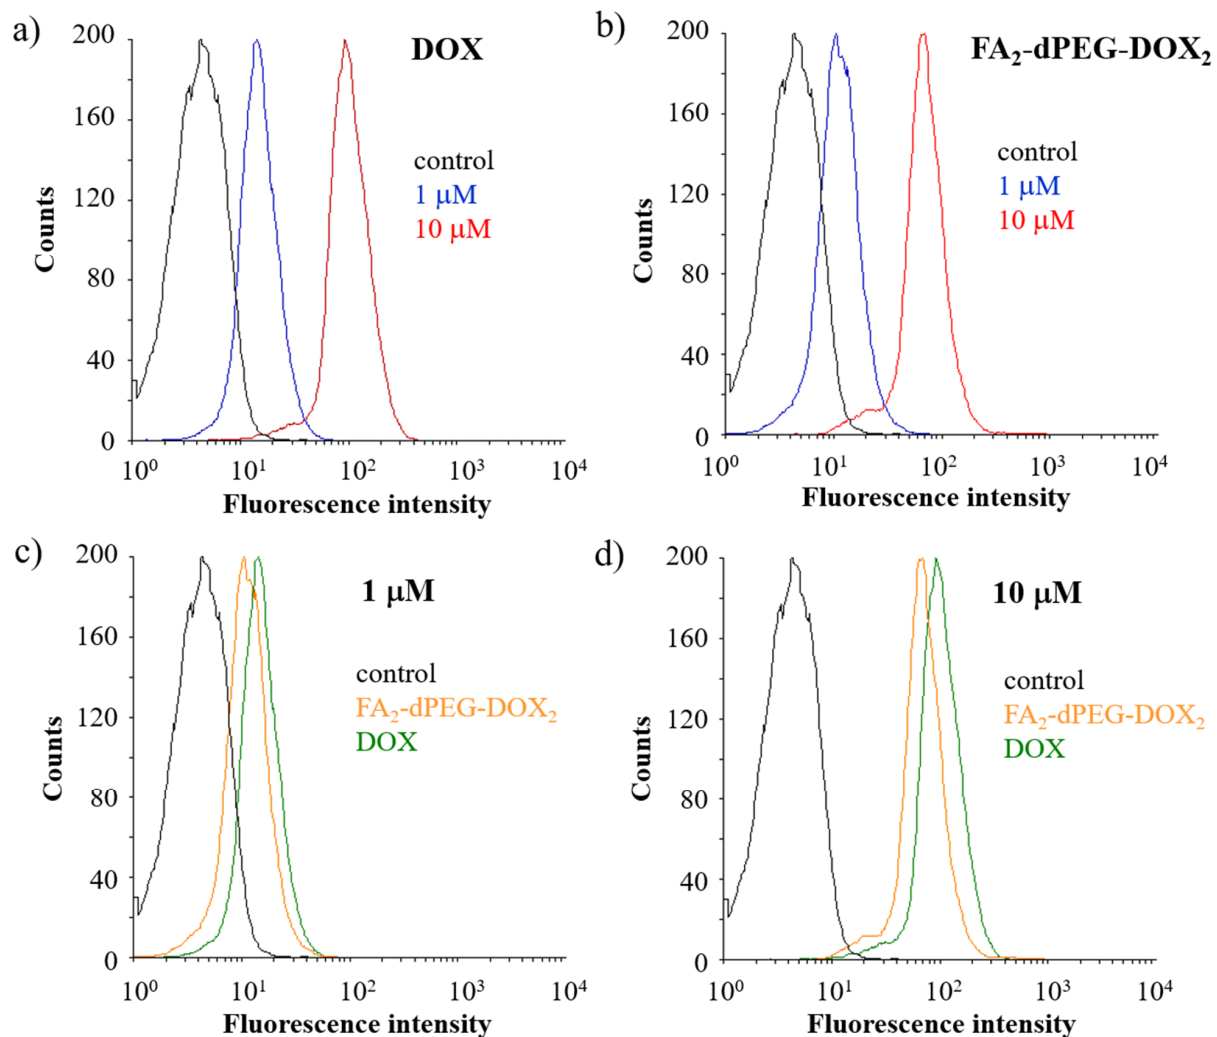 a)
DOX
control
1 μM
10 μM
200
160
120
80
40
0
Counts
10⁰ 10¹ 10² 10³ 10⁴
Fluorescence intensity
b)
FA₂-dPEG-DOX₂
control
1 μM
10 μM
200
160
120
80
40
0
Counts
10⁰ 10¹ 10² 10³ 10⁴
Fluorescence intensity
c)
1 μM
control
FA₂-dPEG-DOX₂
DOX
200
160
120
80
40
0
Counts
10⁰ 10¹ 10² 10³ 10⁴
Fluorescence intensity
d)
10 μM
control
FA₂-dPEG-DOX₂
DOX
200
160
120
80
40
0
Counts
10⁰ 10¹ 10² 10³ 10⁴
Fluorescence intensity